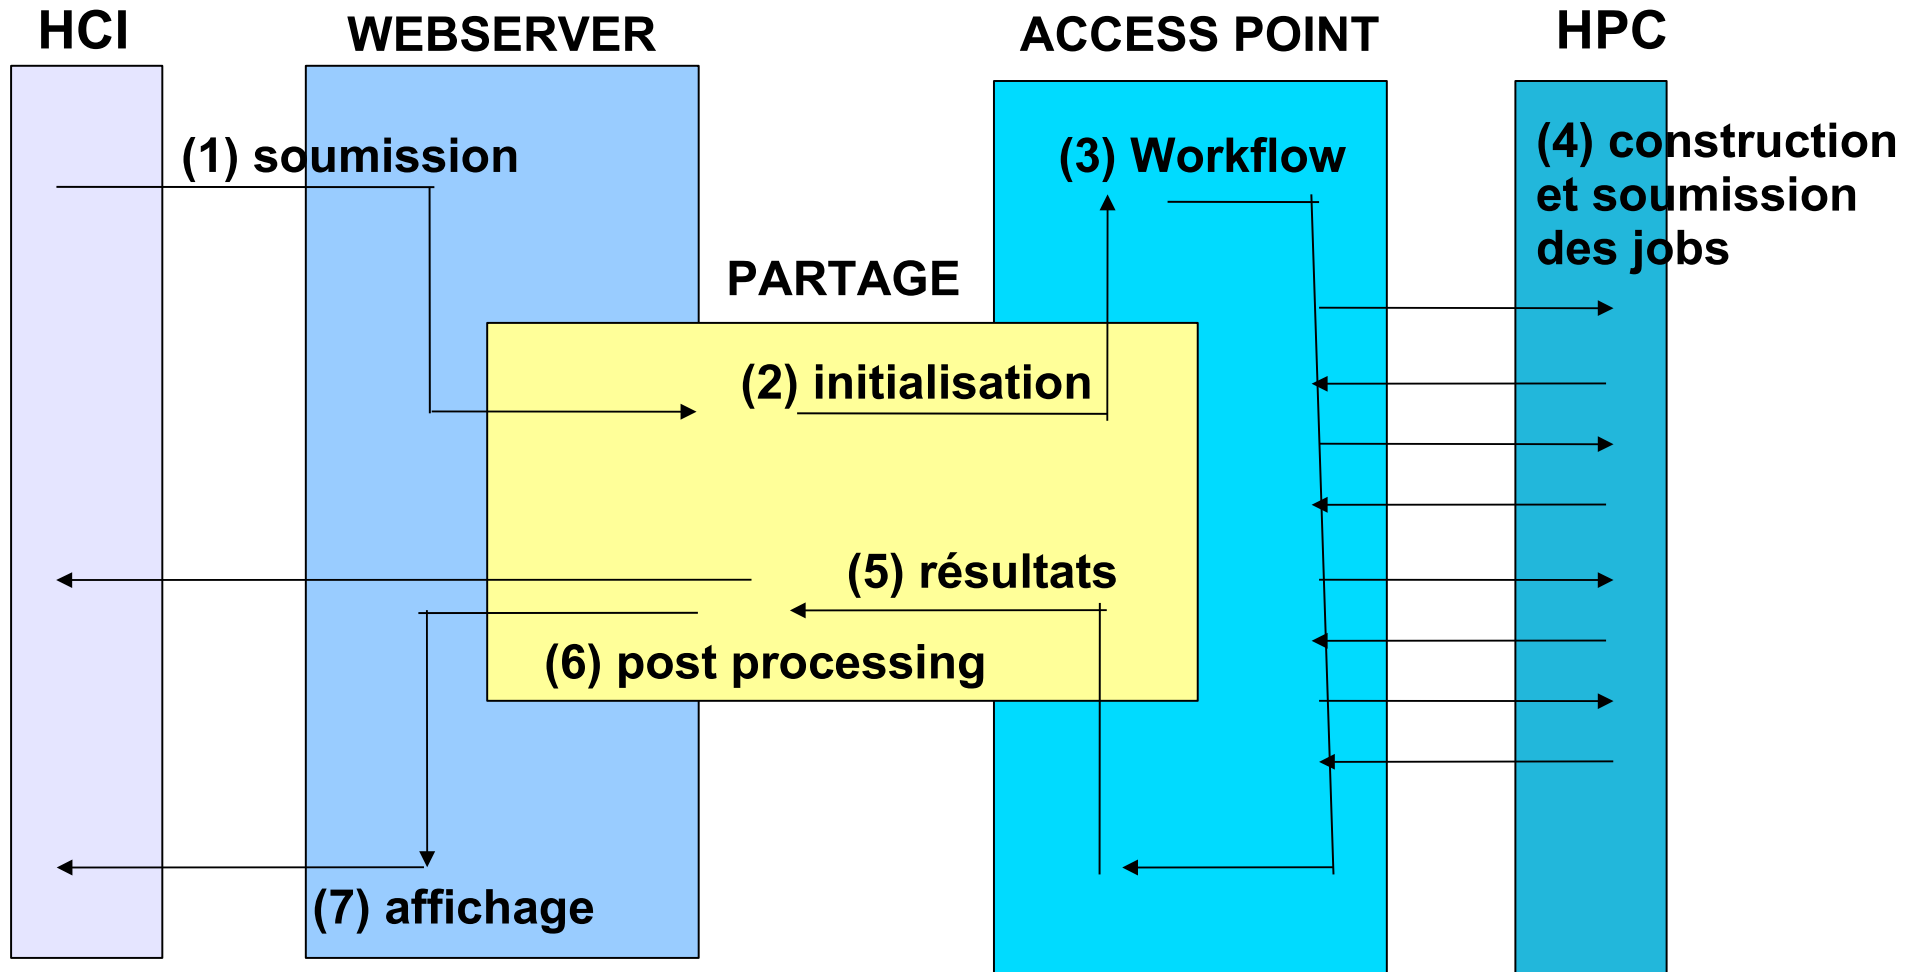 HCI
WEBSERVER
ACCESS POINT
HPC
(1) soumission
(3) Workflow
(4) construction
et soumission
des jobs
PARTAGE
(2) initialisation
(5) résultats
(6) post processing
(7) affichage